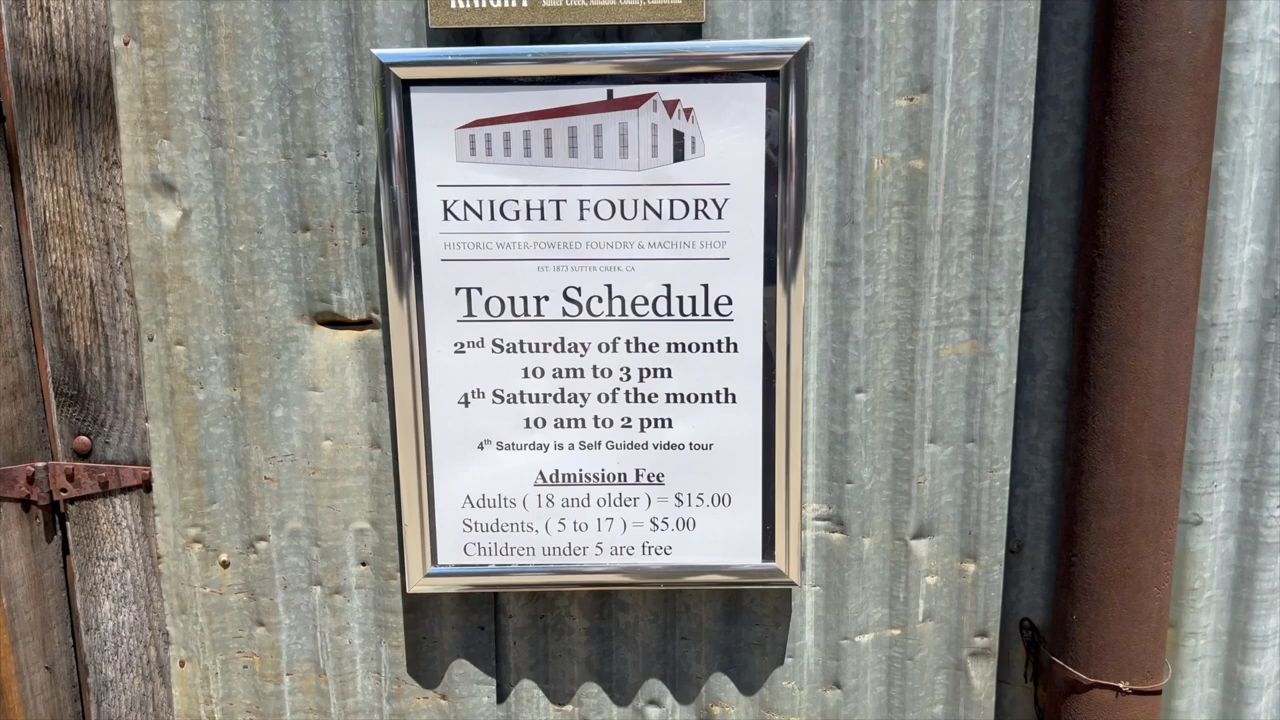 KNIGHT
Sutter Creek, Amador County, California
KNIGHT FOUNDRY
HISTORIC WATER-POWERED FOUNDRY & MACHINE SHOP
EST. 1873 SUTTER CREEK, CA
Tour Schedule
2nd Saturday of the month
10 am to 3 pm
4th Saturday of the month
10 am to 2 pm
4th Saturday is a Self Guided video tour
Admission Fee
Adults ( 18 and older ) = $15.00
Students, ( 5 to 17 ) = $5.00
Children under 5 are free